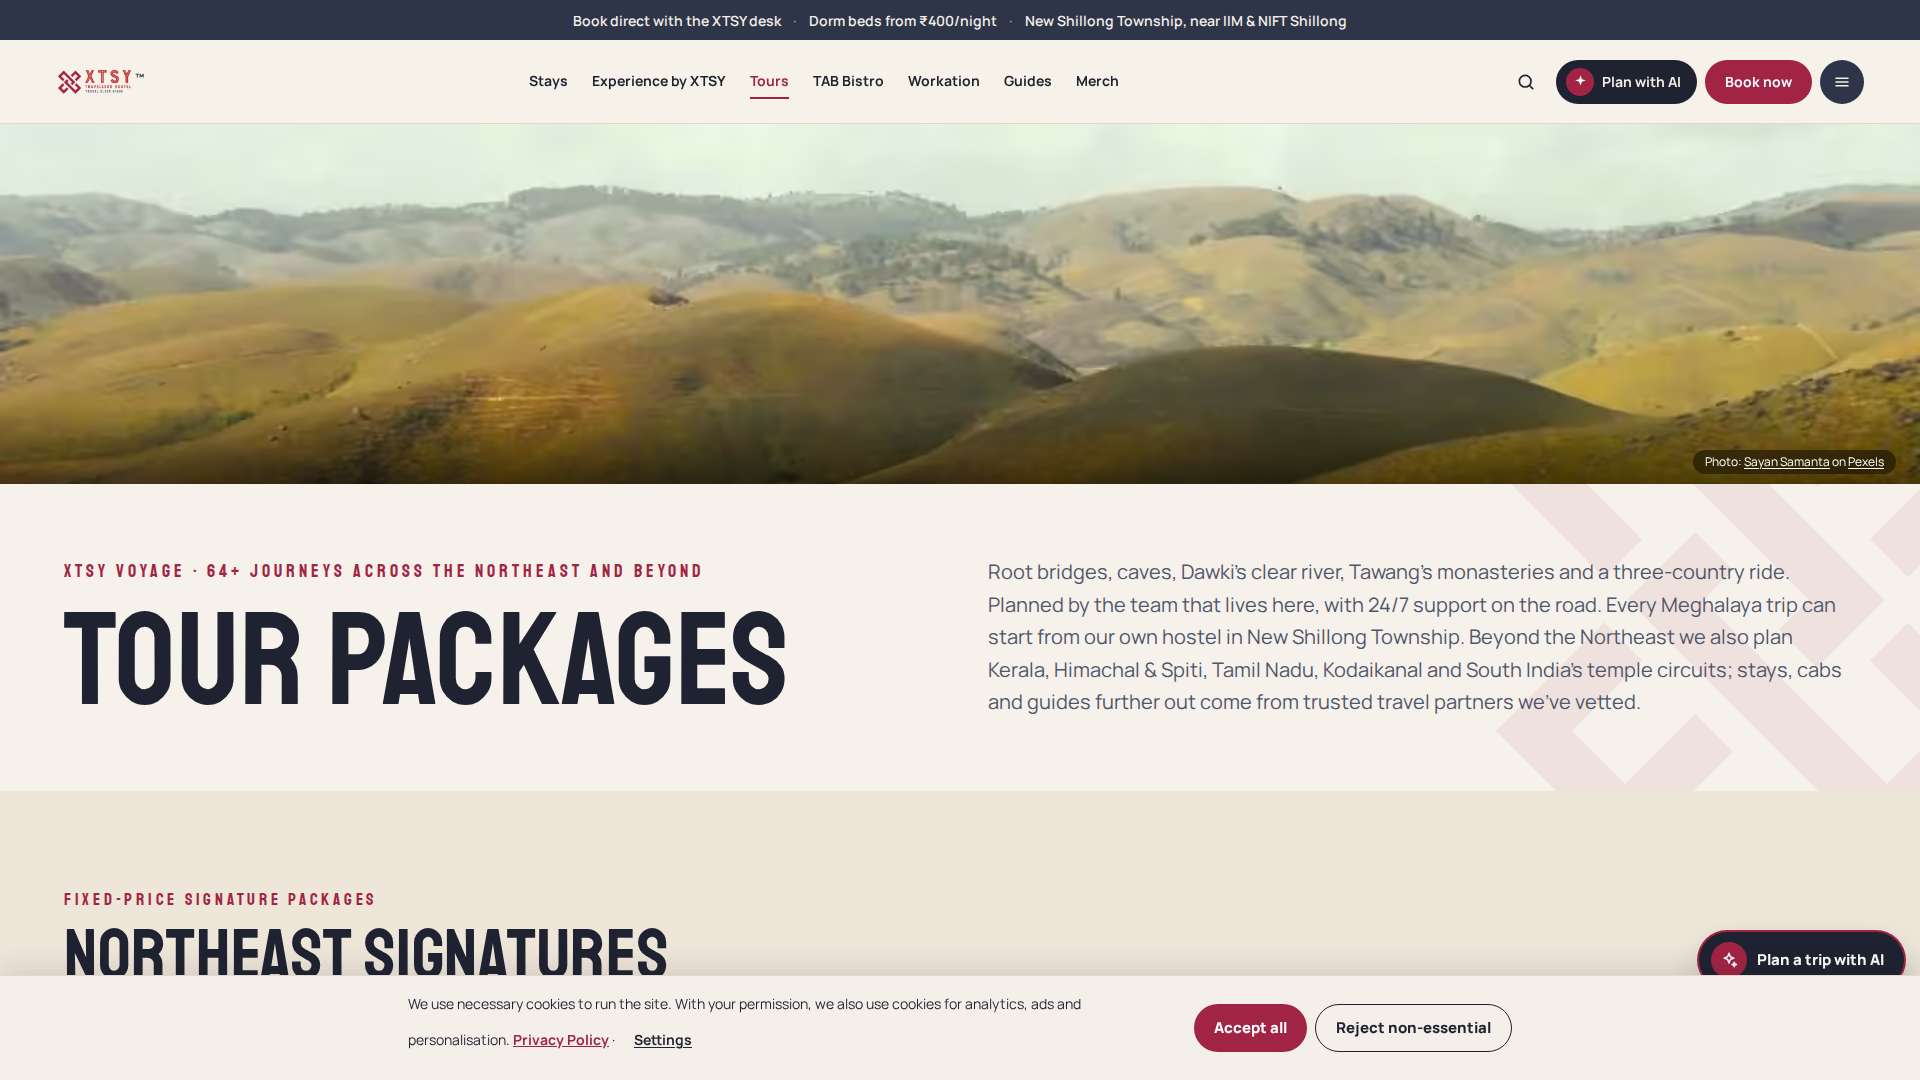 Book direct with the XTSY desk · Dorm beds from ₹400/night · New Shillong Township, near IIM & NIFT Shillong
XTSY ™
Stays Experience by XTSY Tours TAB Bistro Workation Guides Merch
Plan with AI Book now
Photo: Sayan Samanta on Pexels
XTSY VOYAGE · 64+ JOURNEYS ACROSS THE NORTHEAST AND BEYOND
TOUR PACKAGES
Root bridges, caves, Dawki’s clear river, Tawang’s monasteries and a three-country ride.
Planned by the team that lives here, with 24/7 support on the road. Every Meghalaya trip can
start from our own hostel in New Shillong Township. Beyond the Northeast we also plan
Kerala, Himachal & Spiti, Tamil Nadu, Kodaikanal and South India’s temple circuits; stays, cabs
and guides further out come from trusted travel partners we’ve vetted.
FIXED-PRICE SIGNATURE PACKAGES
NORTHEAST SIGNATURES
Plan a trip with AI
We use necessary cookies to run the site. With your permission, we also use cookies for analytics, ads and
personalisation. Privacy Policy · Settings
Accept all Reject non-essential